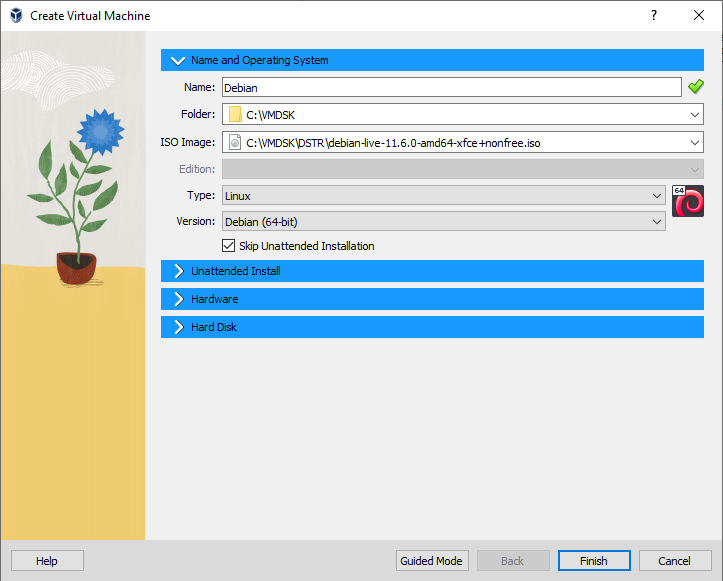 Create Virtual Machine
?
Name and Operating System
Name: Debian
Folder: C:\VMDSK
ISO Image: C:\VMDSK\DSTR\debian-live-11.6.0-amd64-xfce+nonfree.iso
Edition:
Type: Linux
64
Version: Debian (64-bit)
Skip Unattended Installation
Unattended Install
Hardware
Hard Disk
Help Guided Mode Back Finish Cancel